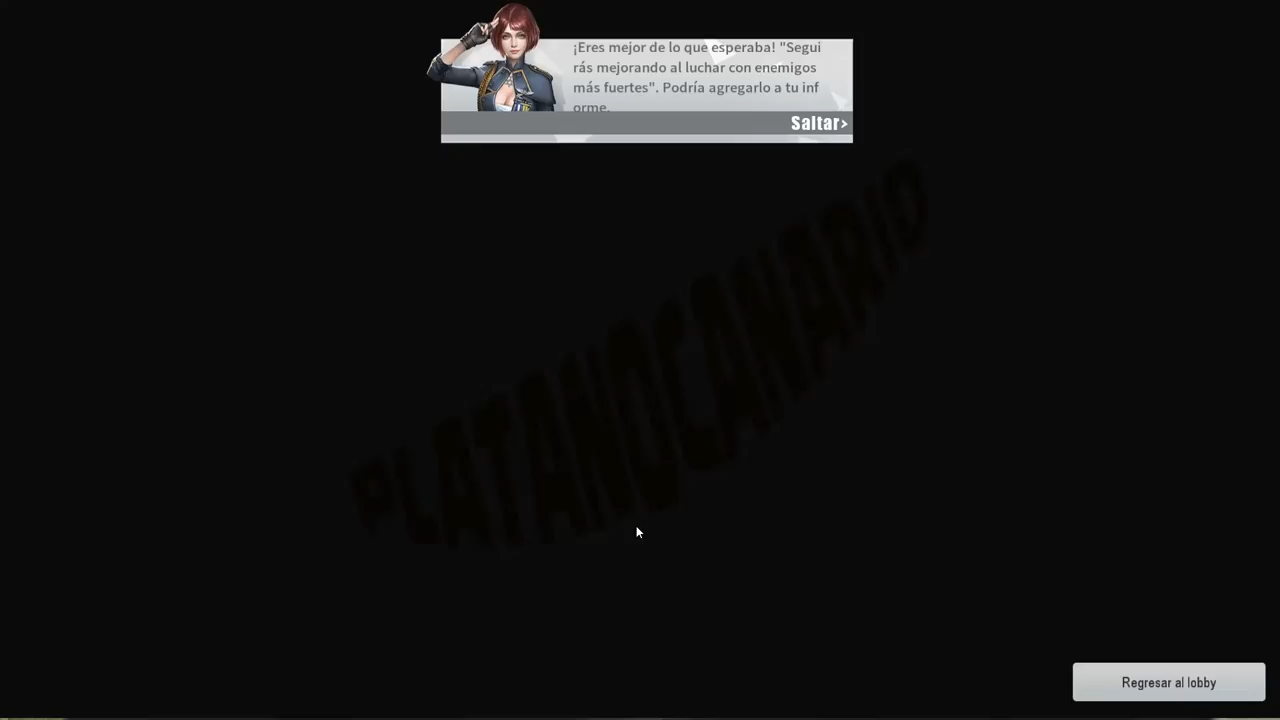 ¡Eres mejor de lo que esperaba! "Segui
rás mejorando al luchar con enemigos
más fuertes". Podría agregarlo a tu inf
orme.
Saltar>
PLATANOCANARIO
Regresar al lobby